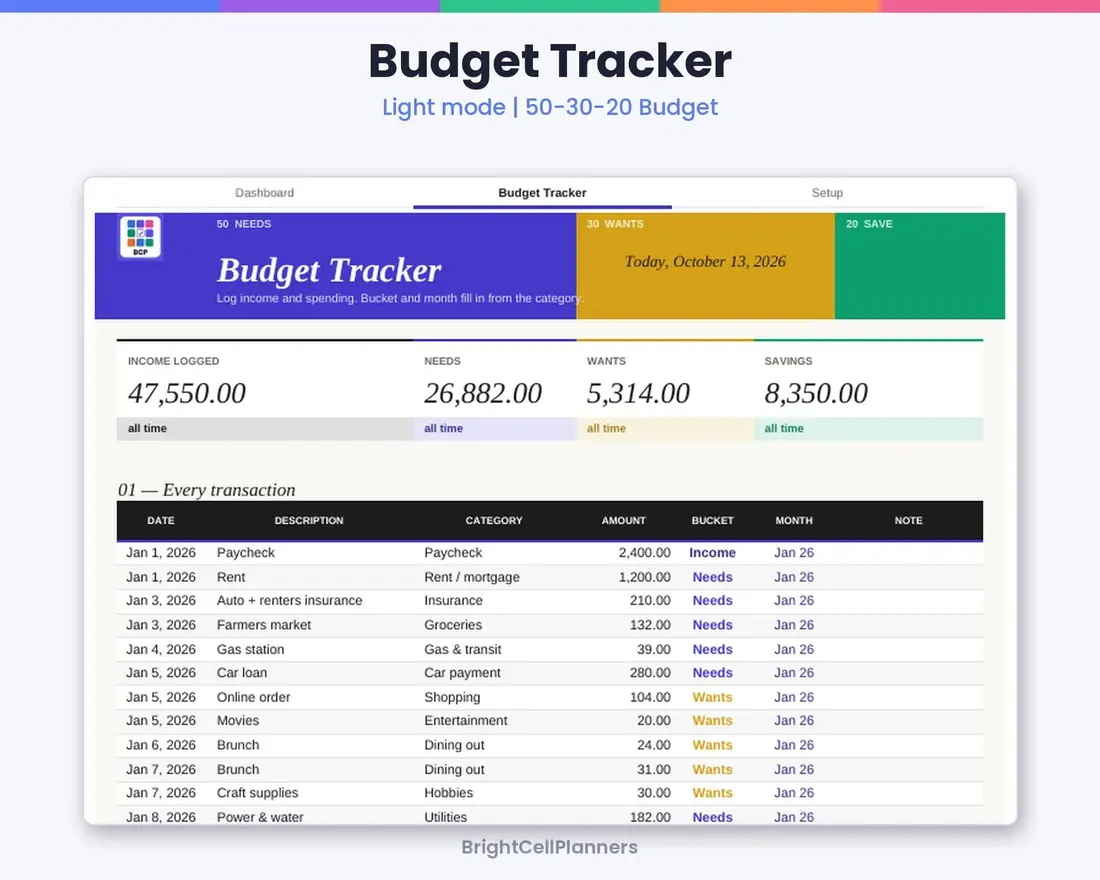 Budget Tracker
Light mode | 50-30-20 Budget
Dashboard Budget Tracker Setup
BCP
50 NEEDS 30 WANTS 20 SAVE
Budget Tracker
Today, October 13, 2026
Log income and spending. Bucket and month fill in from the category.
INCOME LOGGED NEEDS WANTS SAVINGS
47,550.00 26,882.00 5,314.00 8,350.00
all time all time all time all time
01 — Every transaction
DATE DESCRIPTION CATEGORY AMOUNT BUCKET MONTH NOTE
Jan 1, 2026 Paycheck Paycheck 2,400.00 Income Jan 26
Jan 1, 2026 Rent Rent / mortgage 1,200.00 Needs Jan 26
Jan 3, 2026 Auto + renters insurance Insurance 210.00 Needs Jan 26
Jan 3, 2026 Farmers market Groceries 132.00 Needs Jan 26
Jan 4, 2026 Gas station Gas & transit 39.00 Needs Jan 26
Jan 5, 2026 Car loan Car payment 280.00 Needs Jan 26
Jan 5, 2026 Online order Shopping 104.00 Wants Jan 26
Jan 5, 2026 Movies Entertainment 20.00 Wants Jan 26
Jan 6, 2026 Brunch Dining out 24.00 Wants Jan 26
Jan 7, 2026 Brunch Dining out 31.00 Wants Jan 26
Jan 7, 2026 Craft supplies Hobbies 30.00 Wants Jan 26
Jan 8, 2026 Power & water Utilities 182.00 Needs Jan 26
BrightCellPlanners